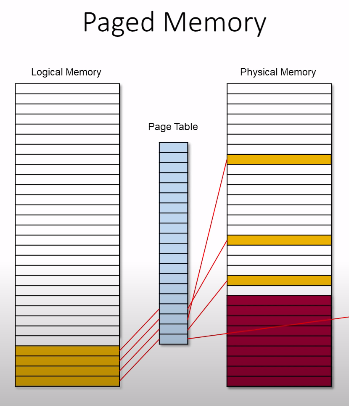 Paged Memory
Logical Memory
Physical Memory
Page Table